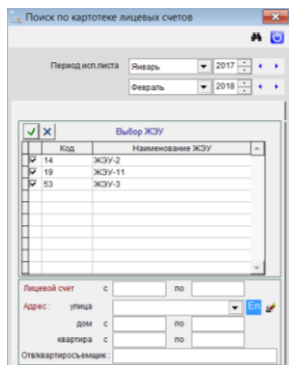 Поиск по картотеке лицевых счетов
Период исп.листа Январь 2017
Февраль 2018
Выбор ЖЭУ
Код Наименование ЖЭУ
14 ЖЭУ-2
19 ЖЭУ-11
53 ЖЭУ-3
Лицевой счет с по
Адрес: улица En
дом с по
квартира с по
Отв/квартиросъемщик: